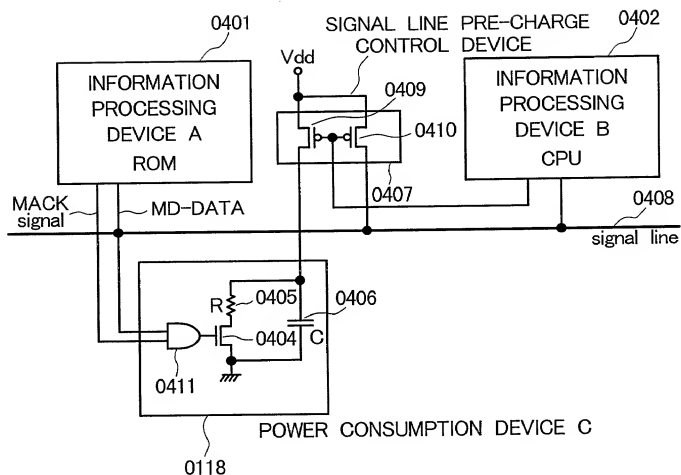 0401
SIGNAL LINE PRE-CHARGE
CONTROL DEVICE
0402
Vdd
INFORMATION
PROCESSING
DEVICE A
ROM
0409
0410
0407
INFORMATION
PROCESSING
DEVICE B
CPU
MACK
signal
MD-DATA
0408
signal line
R
0405
0406
0404
C
0411
POWER CONSUMPTION DEVICE C
0118